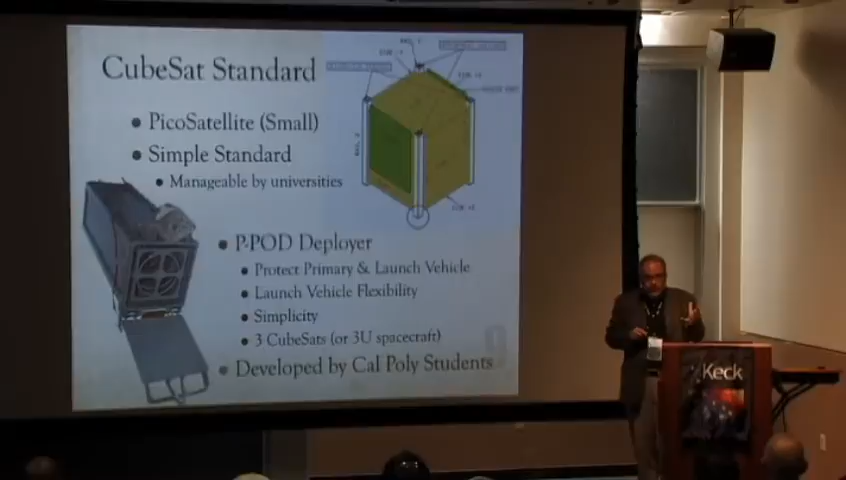 CubeSat Standard
PicoSatellite (Small)
Simple Standard
Manageable by universities
P-POD Deployer
Protect Primary & Launch Vehicle
Launch Vehicle Flexibility
Simplicity
3 CubeSats (or 3U spacecraft)
Developed by Cal Poly Students
9
Keck